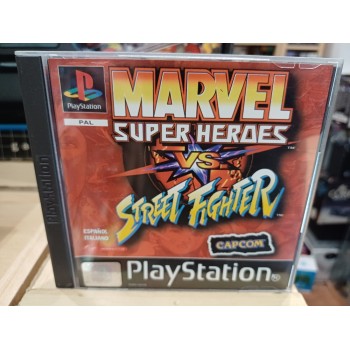 PlayStation
PAL
MARVEL
SUPER HEROES
VS
STREET FIGHTER
ESPAÑOL
ITALIANO
CAPCOM
PlayStation
PlayStation